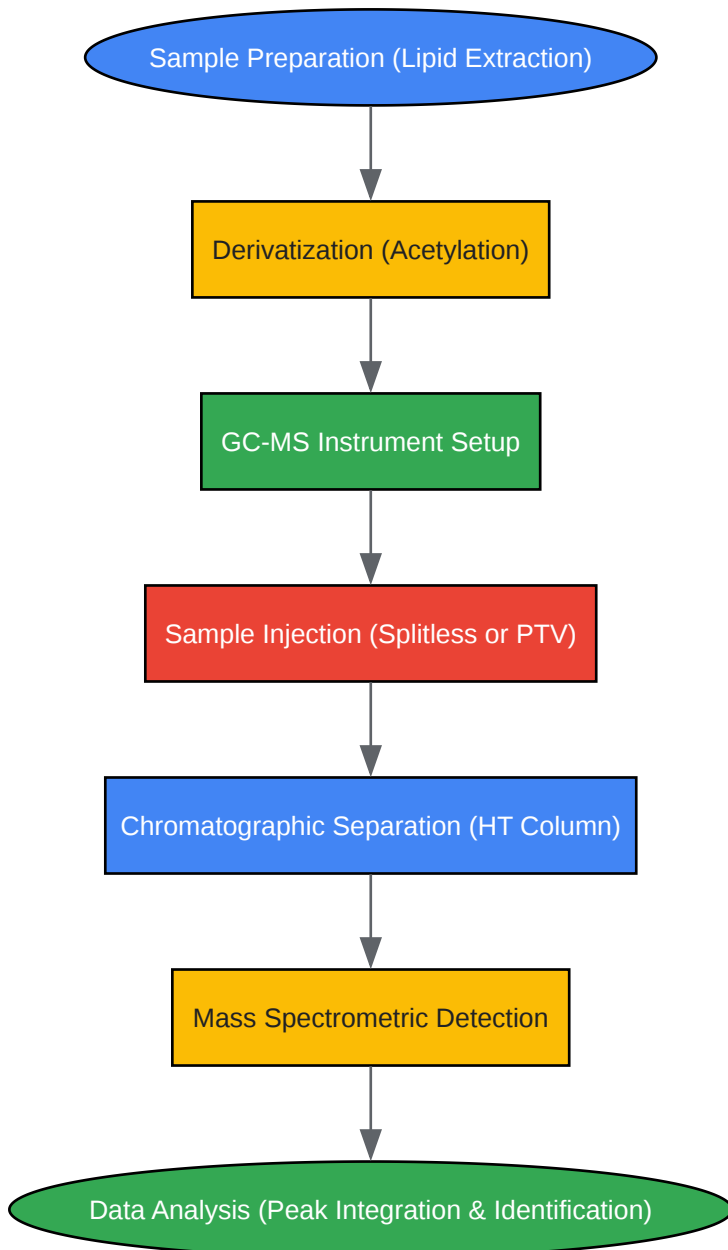 Sample Preparation (Lipid Extraction)
Derivatization (Acetylation)
GC-MS Instrument Setup
Sample Injection (Splitless or PTV)
Chromatographic Separation (HT Column)
Mass Spectrometric Detection
Data Analysis (Peak Integration & Identification)